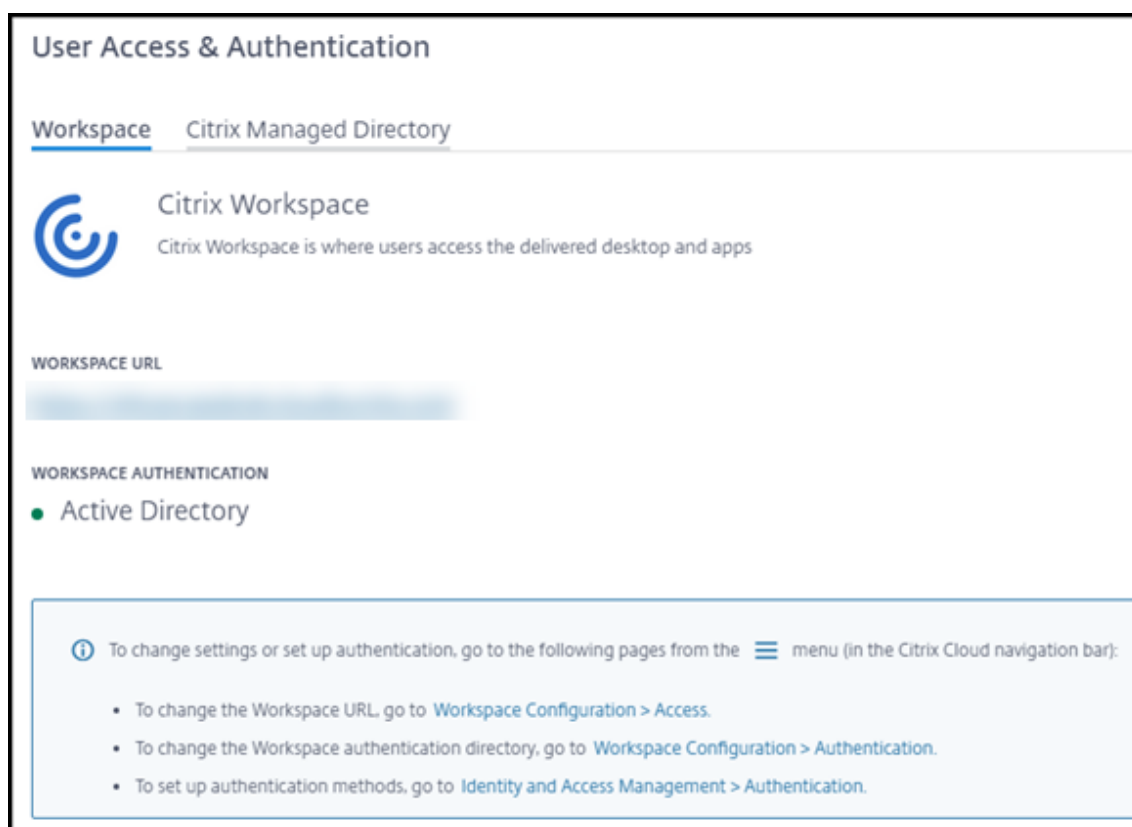 User Access & Authentication
Workspace Citrix Managed Directory
Citrix Workspace
Citrix Workspace is where users access the delivered desktop and apps
WORKSPACE URL
WORKSPACE AUTHENTICATION
Active Directory
To change settings or set up authentication, go to the following pages from the ☰ menu (in the Citrix Cloud navigation bar):
• To change the Workspace URL, go to Workspace Configuration > Access.
• To change the Workspace authentication directory, go to Workspace Configuration > Authentication.
• To set up authentication methods, go to Identity and Access Management > Authentication.